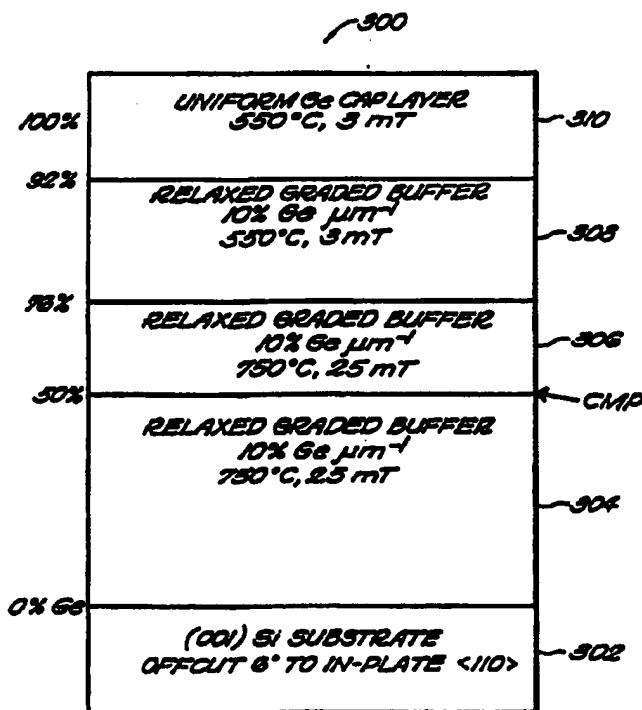 300
UNIFORM Ge CAP LAYER
550°C, 3 mT
100%
310
92%
RELAXED GRADED BUFFER
10% Ge μm⁻¹
550°C, 3 mT
308
76%
RELAXED GRADED BUFFER
10% Ge μm⁻¹
750°C, 25 mT
306
50%
CMP
RELAXED GRADED BUFFER
10% Ge μm⁻¹
750°C, 25 mT
304
0% Ge
(001) Si SUBSTRATE
OFFCUT 6° TO IN-PLATE <110>
302